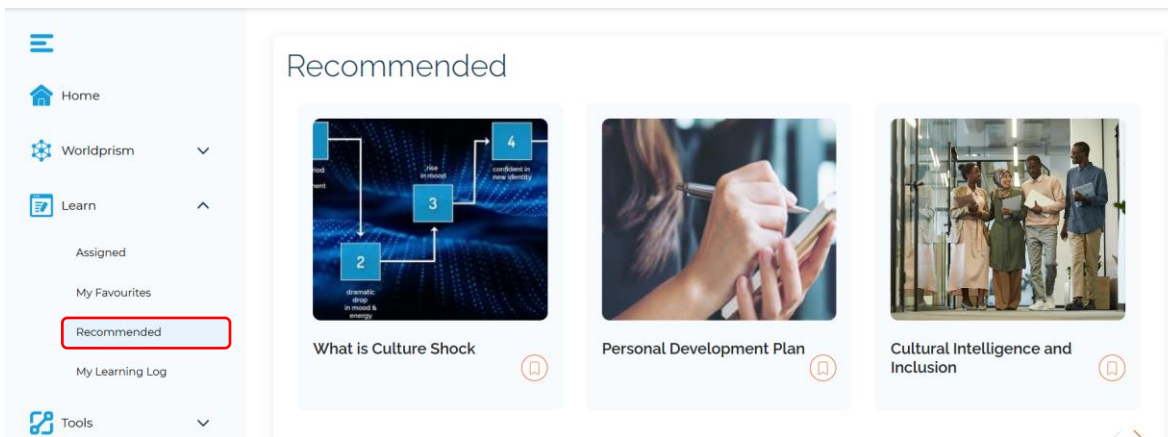 Home
Worldprism
Learn
Assigned
My Favourites
Recommended
My Learning Log
Tools
Recommended
4
rise
in mood
confident in
new identity
3
2
dramatic
drop
in mood &
energy
What is Culture Shock
Personal Development Plan
Cultural Intelligence and
Inclusion